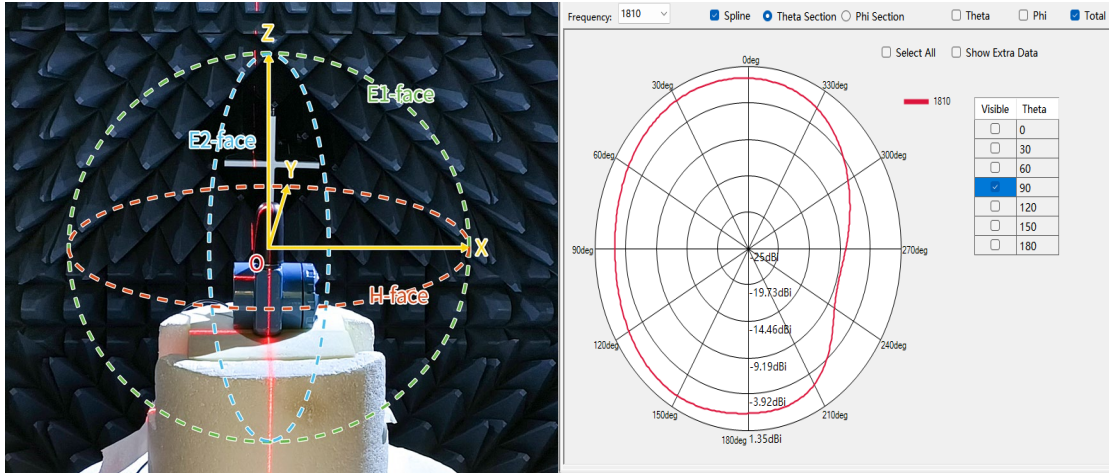 Z
E1-face
E2-face
Y
X
O
H-face
Frequency: 1810 Spline Theta Section Phi Section Theta Phi Total
Select All Show Extra Data
0deg
30deg 330deg
1810
Visible Theta
0
30
60
90
120
150
180
60deg 300deg
90deg 270deg
-25dBi
-19.73dBi
-14.46dBi
120deg 240deg
-9.19dBi
-3.92dBi
150deg 210deg
180deg 1.35dBi